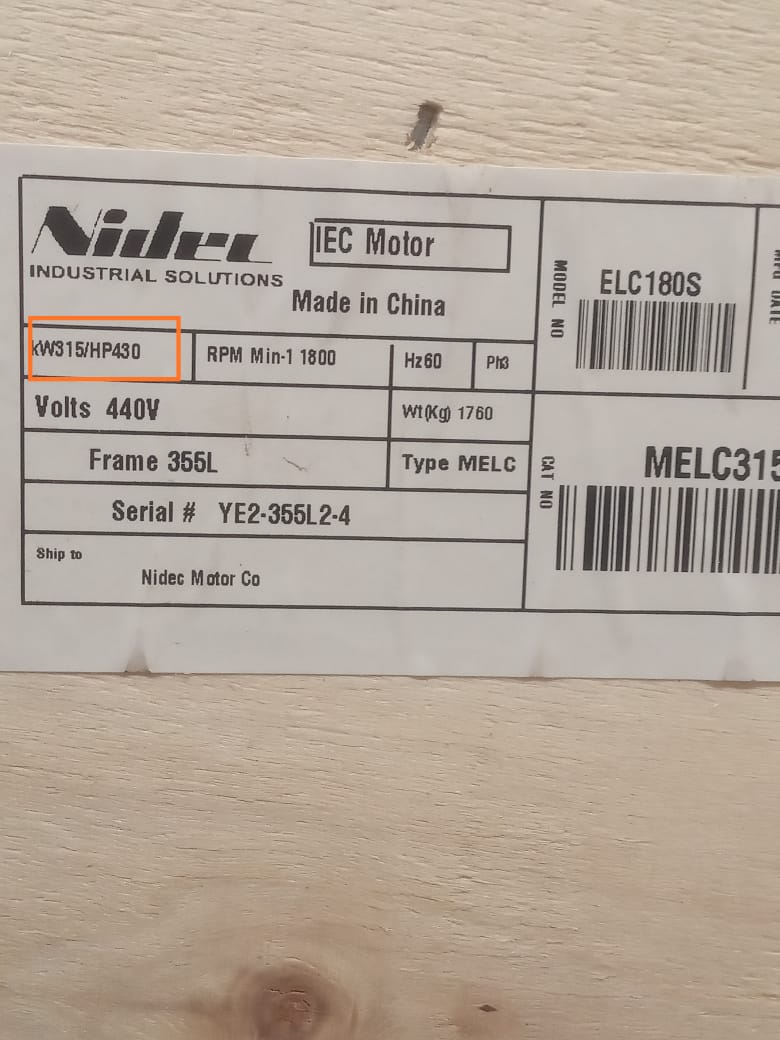 Nidec
INDUSTRIAL SOLUTIONS
IEC Motor
Made in China
kW315/HP430
RPM Min-1 1800
Hz60
Ph3
Volts 440V
Wt(Kg) 1760
Frame 355L
Type MELC
Serial # YE2-355L2-4
Ship to
Nidec Motor Co
MODEL NO
ELC180S
CAT NO
MELC315
DATE